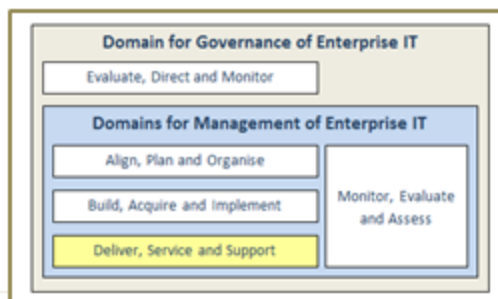 Domain for Governance of Enterprise IT
Evaluate, Direct and Monitor
Domains for Management of Enterprise IT
Align, Plan and Organise
Build, Acquire and Implement
Deliver, Service and Support
Monitor, Evaluate
and Assess